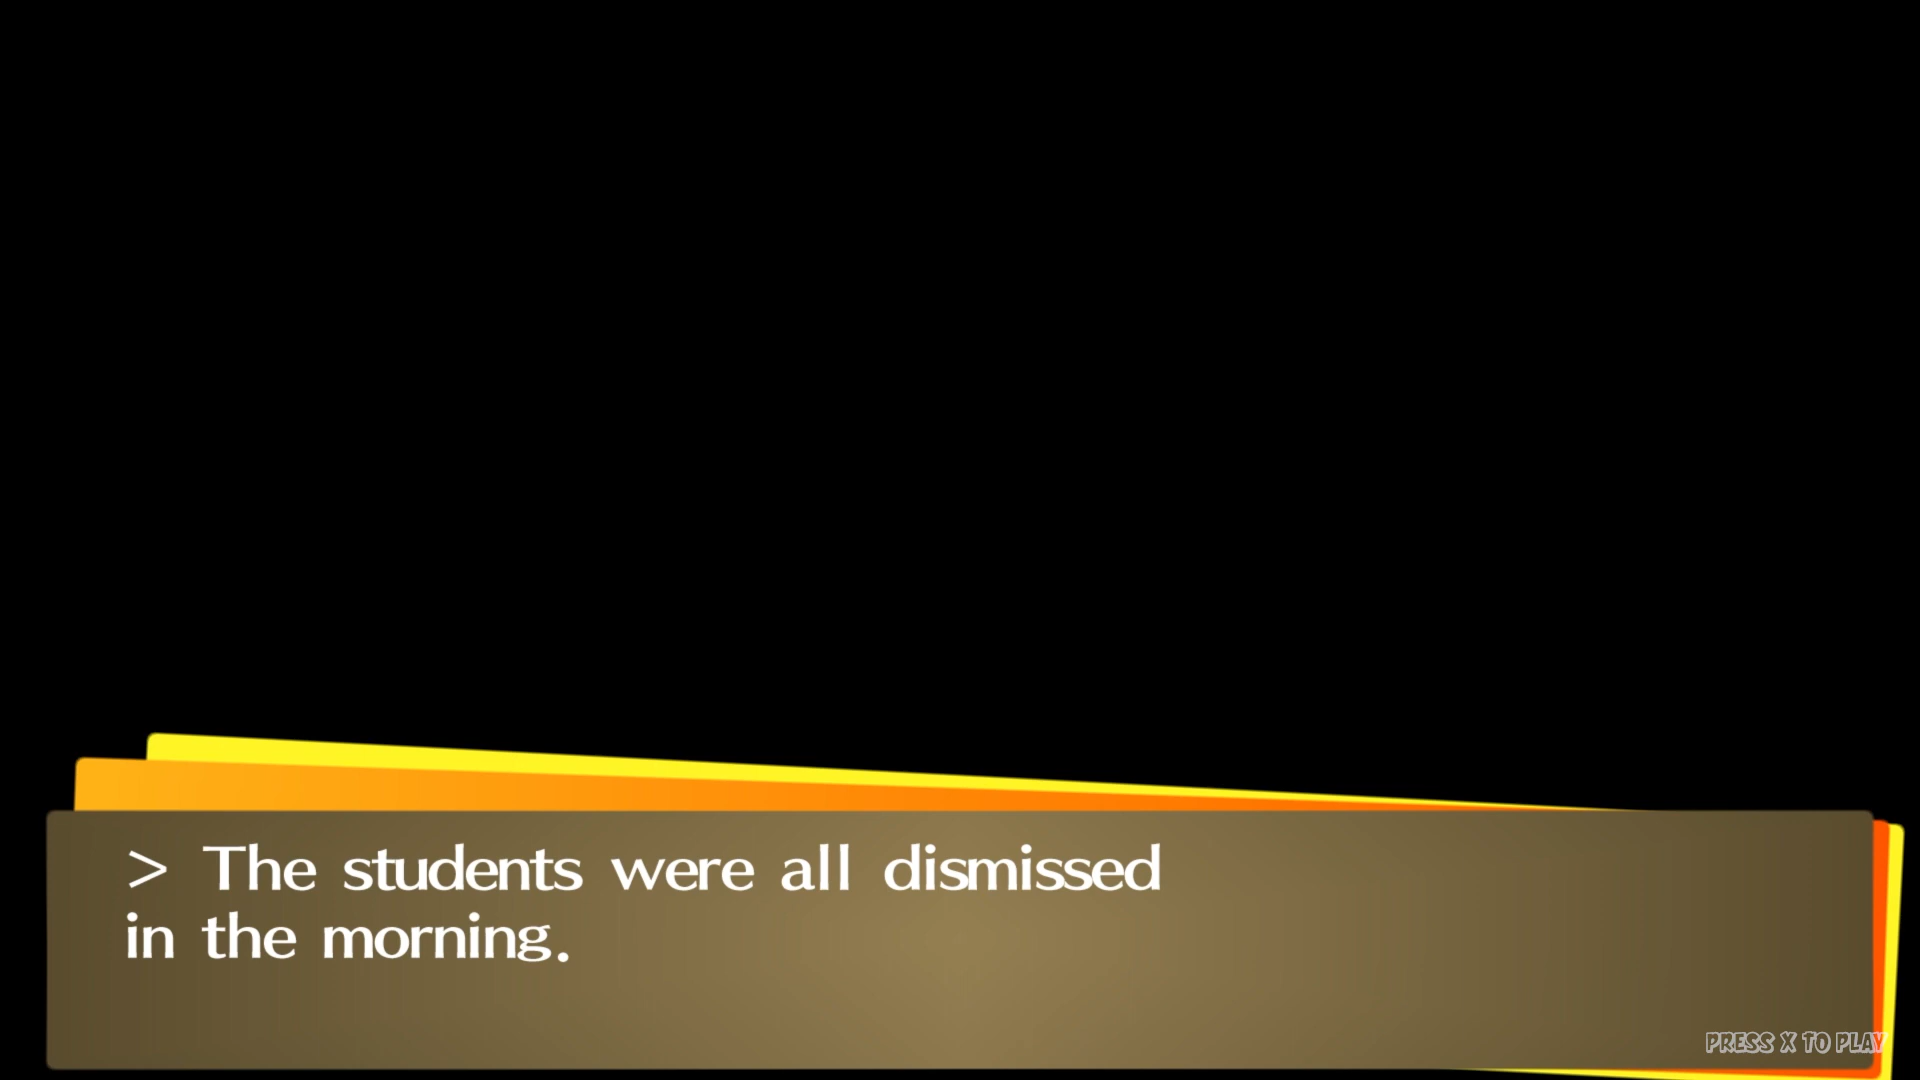 > The students were all dismissed
in the morning.
PRESS X TO PLAY